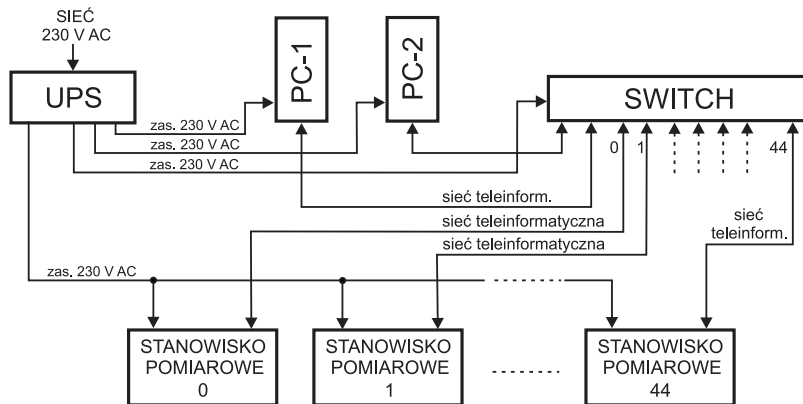 SIEĆ
230 V AC
UPS
PC-1
PC-2
SWITCH
zas. 230 V AC
zas. 230 V AC
zas. 230 V AC
0
1
44
sieć teleinform.
sieć teleinformatyczna
sieć teleinformatyczna
sieć
teleinform.
zas. 230 V AC
STANOWISKO
POMIAROWE
0
STANOWISKO
POMIAROWE
1
STANOWISKO
POMIAROWE
44